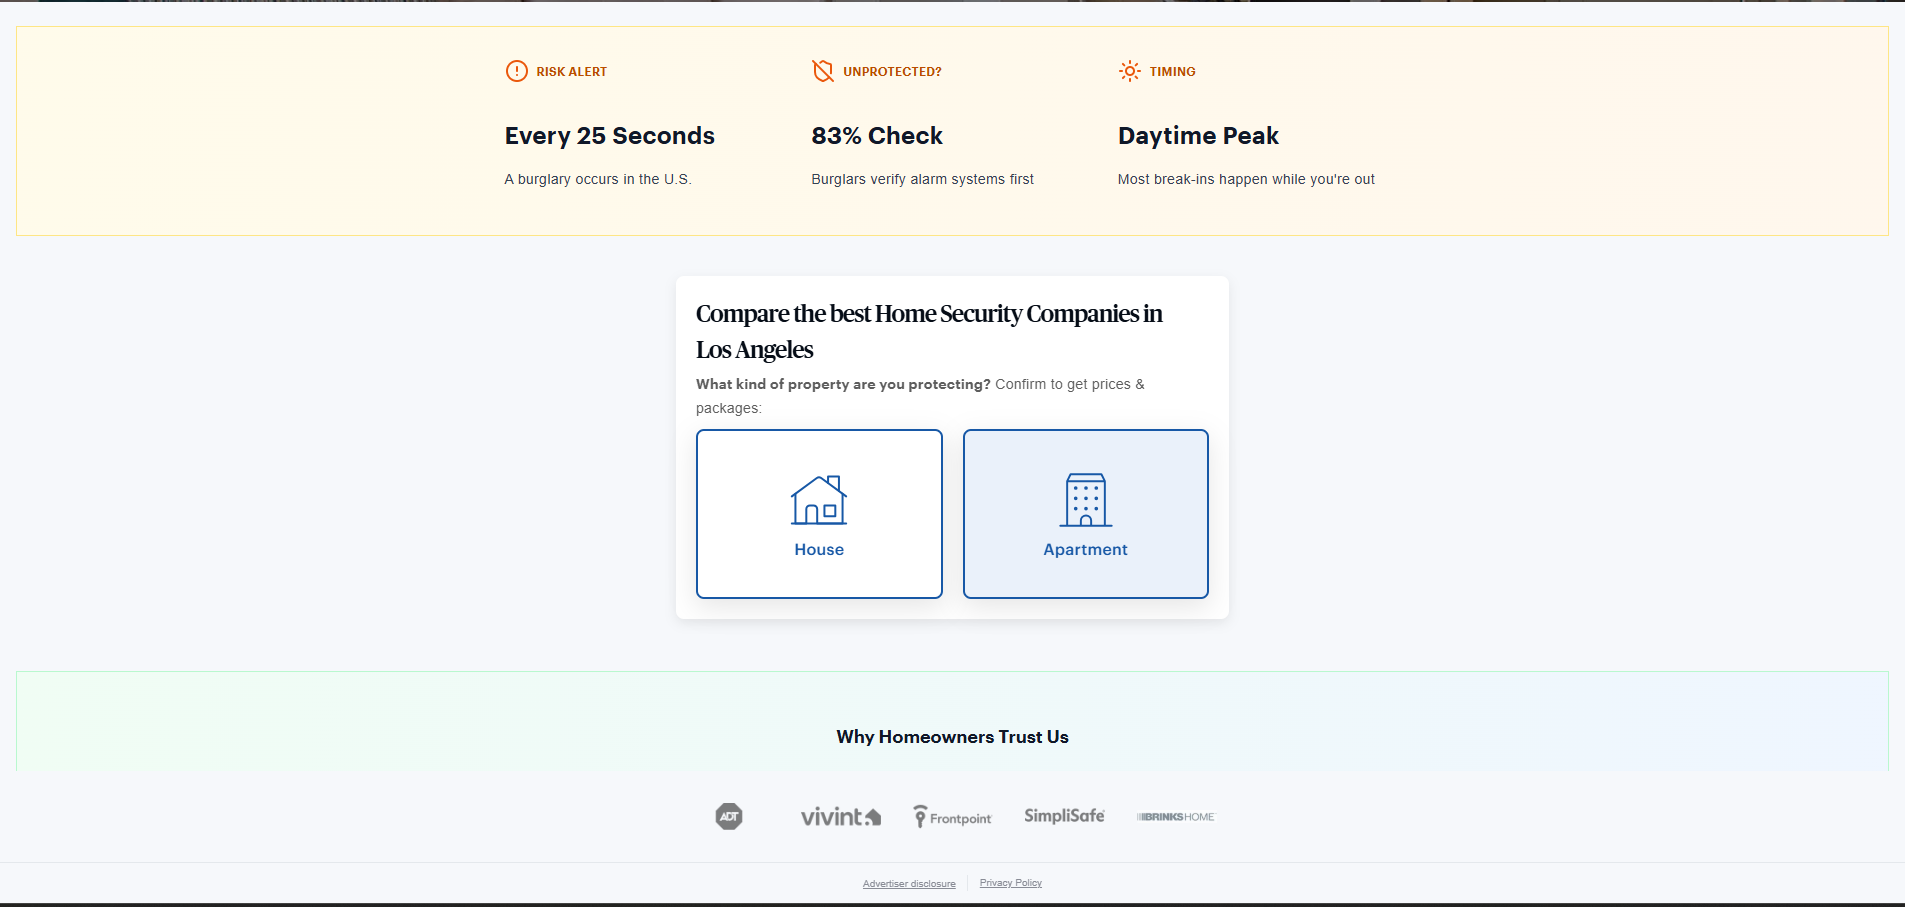 RISK ALERT
UNPROTECTED?
TIMING
Every 25 Seconds
83% Check
Daytime Peak
A burglary occurs in the U.S.
Burglars verify alarm systems first
Most break-ins happen while you're out
Compare the best Home Security Companies in
Los Angeles
What kind of property are you protecting? Confirm to get prices &
packages:
House
Apartment
Why Homeowners Trust Us
ADT
vivint
Frontpoint
SimpliSafe
BRINKS HOME
Advertiser disclosure
Privacy Policy